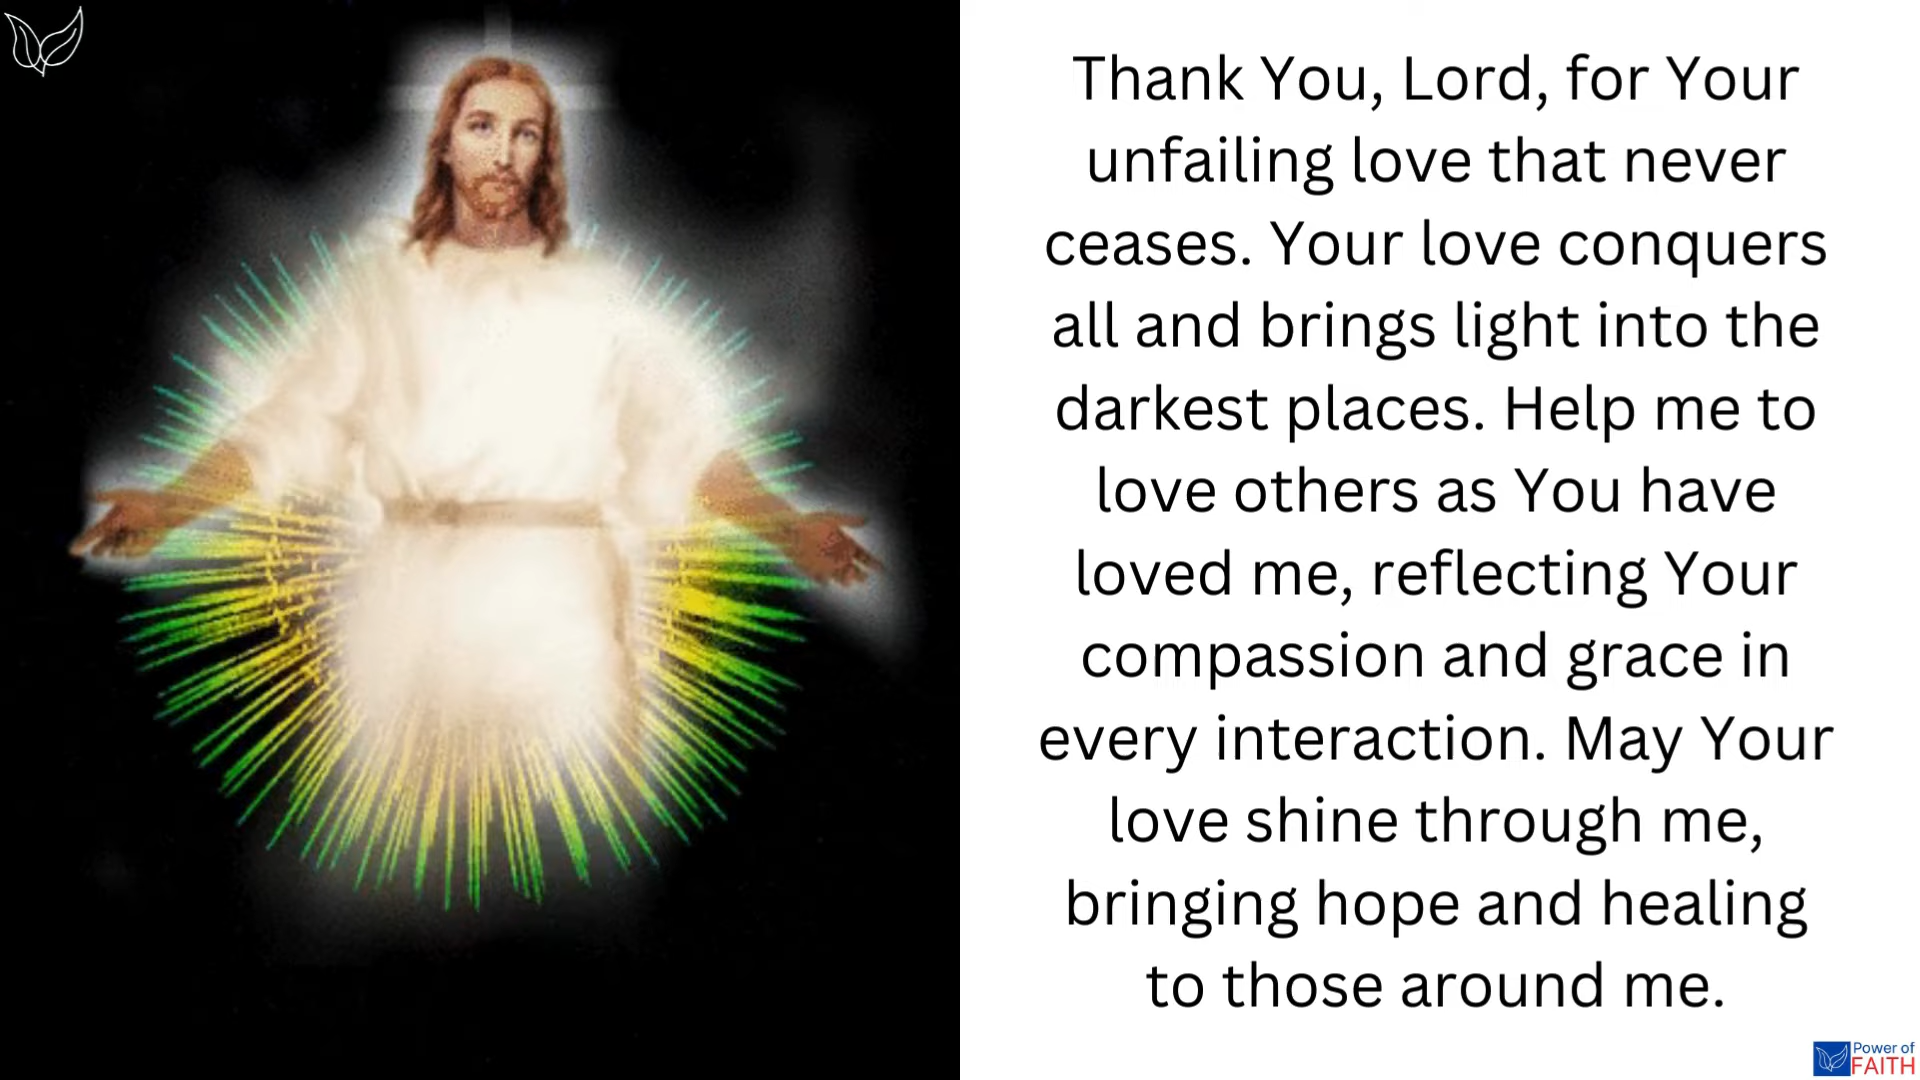 Thank You, Lord, for Your
unfailing love that never
ceases. Your love conquers
all and brings light into the
darkest places. Help me to
love others as You have
loved me, reflecting Your
compassion and grace in
every interaction. May Your
love shine through me,
bringing hope and healing
to those around me.
Power of
FAITH